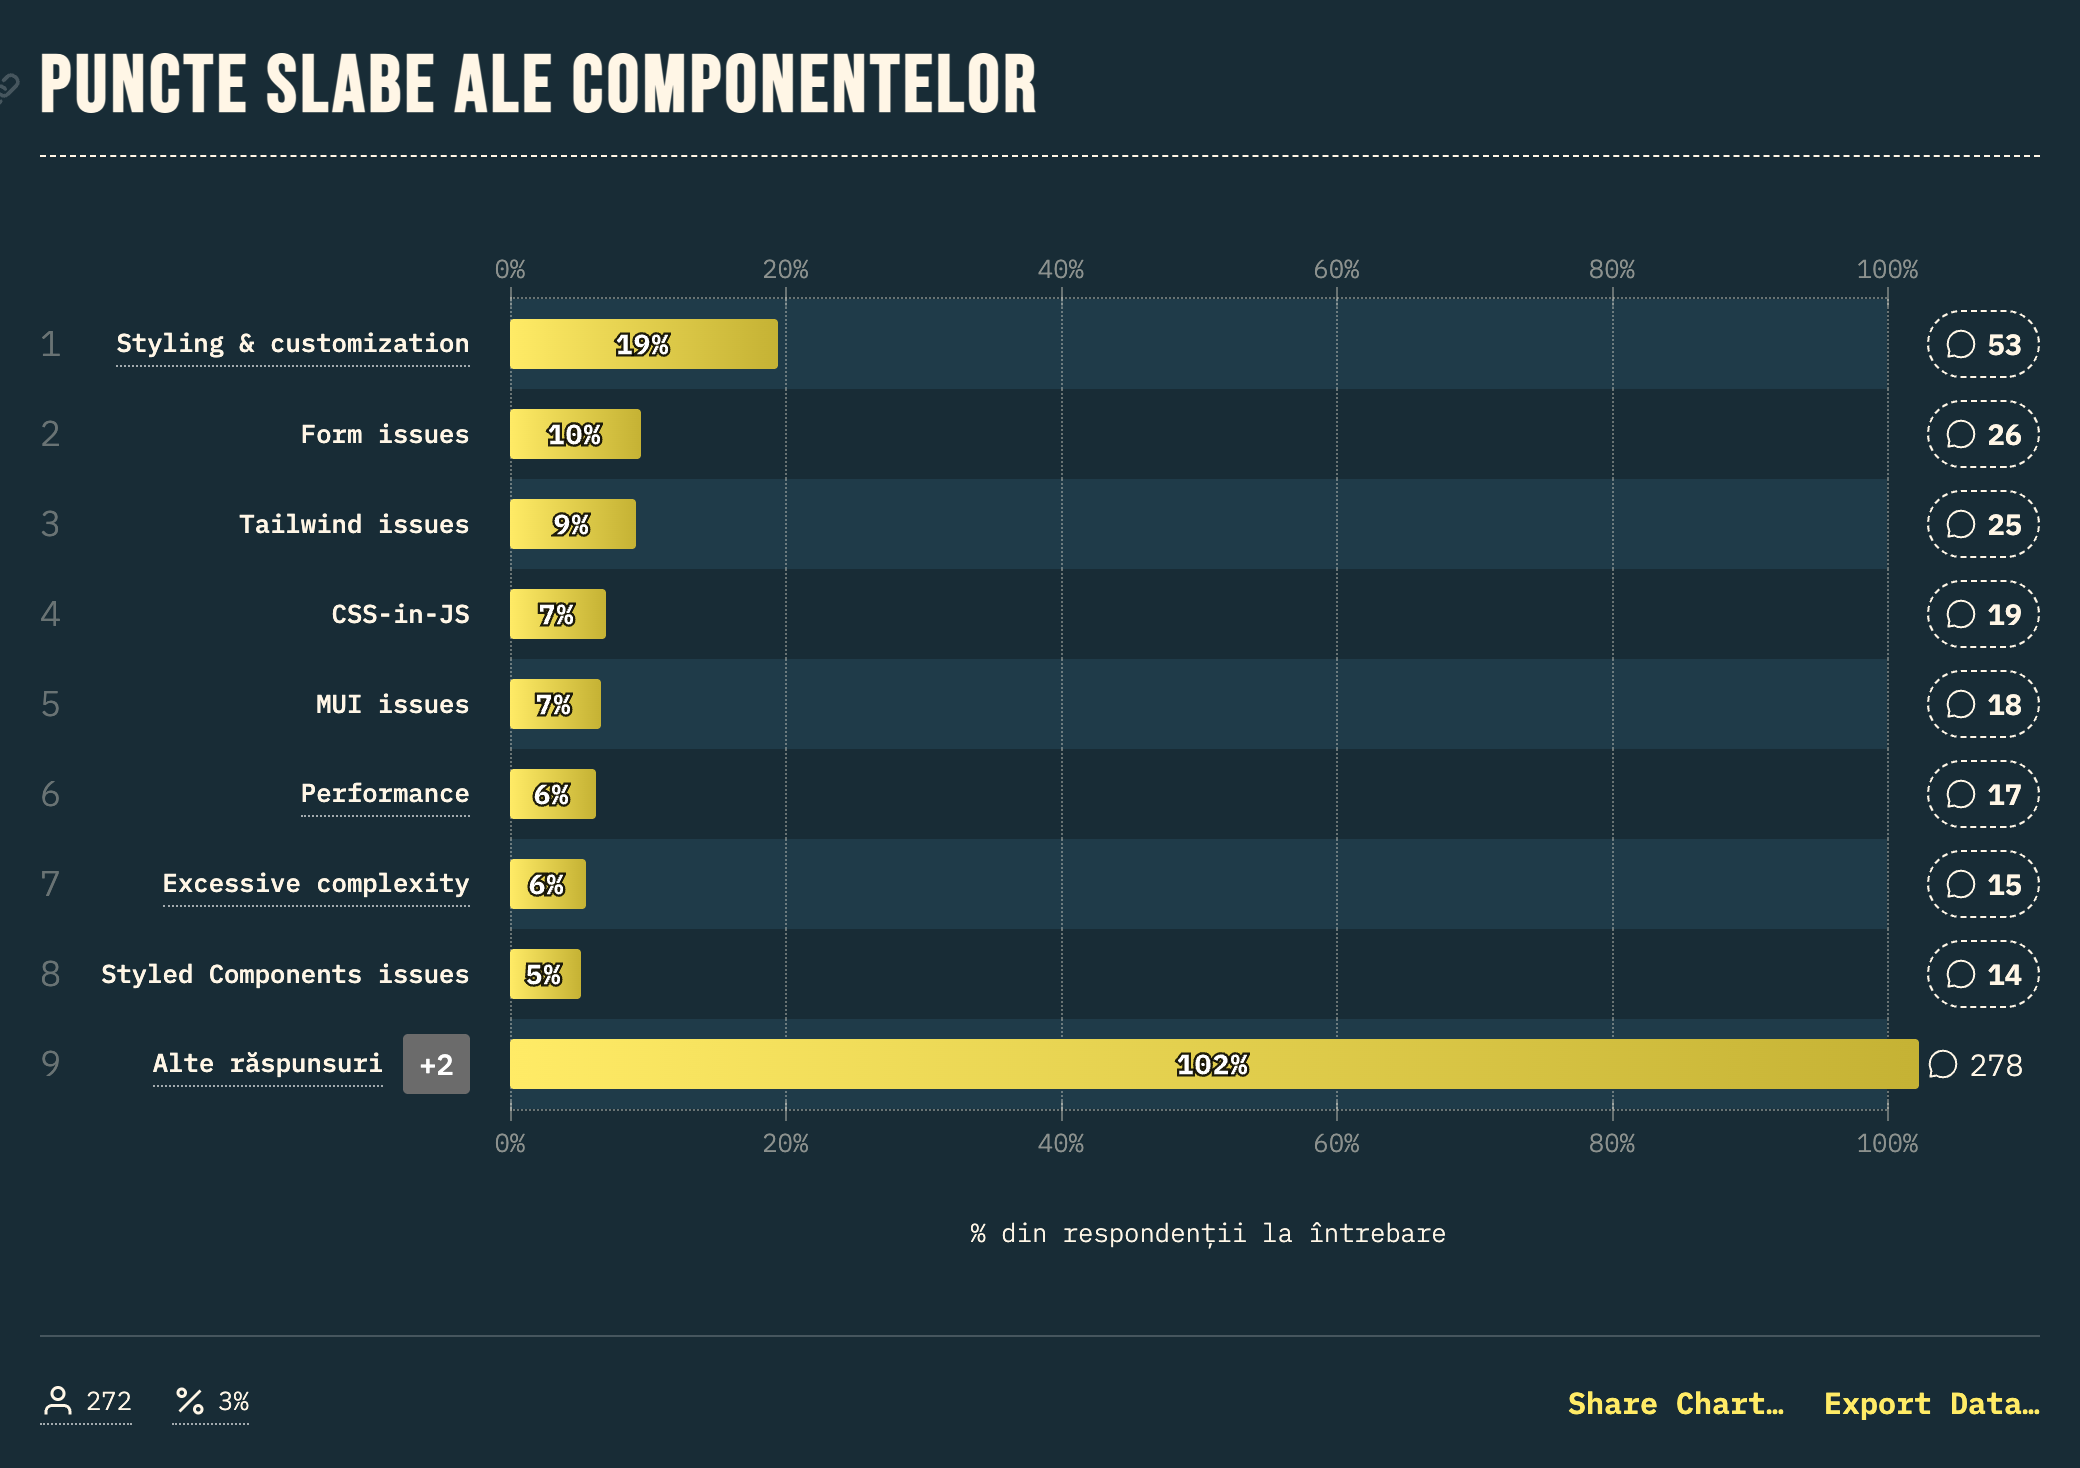 PUNCTE SLABE ALE COMPONENTELOR
0% 20% 40% 60% 80% 100%
1 Styling & customization 19% 53
2 Form issues 10% 26
3 Tailwind issues 9% 25
4 CSS-in-JS 7% 19
5 MUI issues 7% 18
6 Performance 6% 17
7 Excessive complexity 6% 15
8 Styled Components issues 5% 14
9 Alte răspunsuri +2 102% 278
0% 20% 40% 60% 80% 100%
% din respondenții la întrebare
272 3% Share Chart… Export Data…